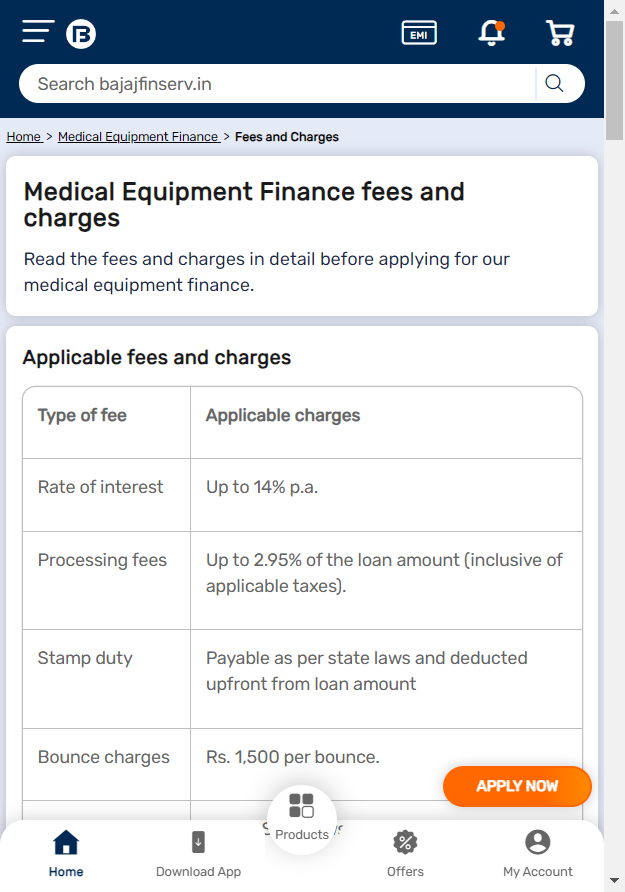 EMI
Search bajajfinserv.in
Home > Medical Equipment Finance > Fees and Charges
Medical Equipment Finance fees and
charges
Read the fees and charges in detail before applying for our
medical equipment finance.
Applicable fees and charges
Type of fee
Applicable charges
Rate of interest
Up to 14% p.a.
Processing fees
Up to 2.95% of the loan amount (inclusive of
applicable taxes).
Stamp duty
Payable as per state laws and deducted
upfront from loan amount
Bounce charges
Rs. 1,500 per bounce.
APPLY NOW
Home
Download App
Products
Offers
My Account